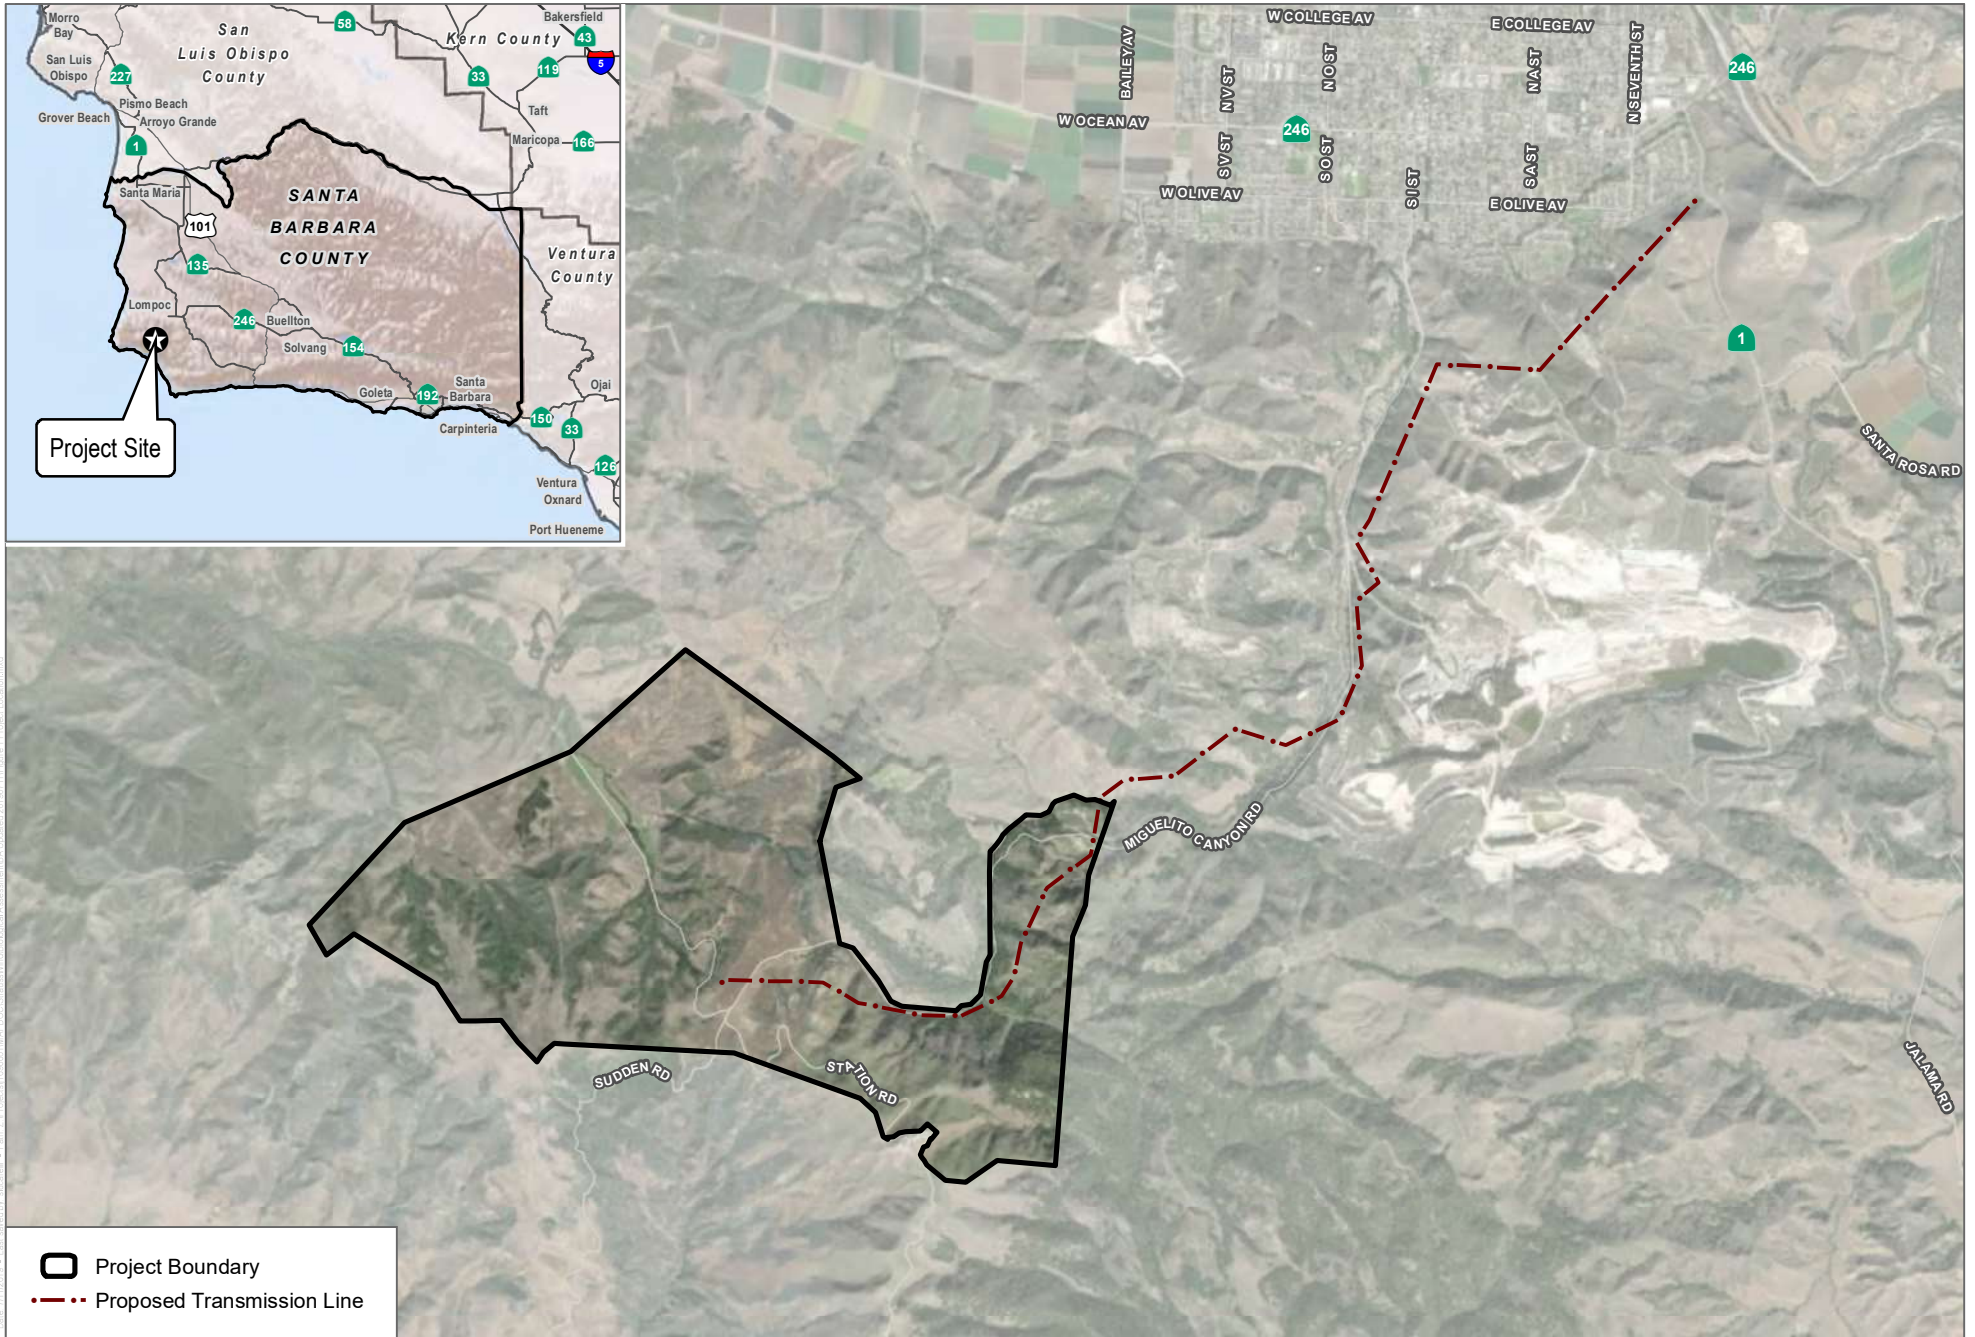 Morro
Bay
San Luis
Obispo
227
Pismo Beach
Arroyo Grande
Grover Beach
1
Santa Maria
San
Luis Obispo
County
58
Kern County
Bakersfield
43
5
33
119
Taft
Maricopa
166
SANTA
BARBARA
COUNTY
101
135
Lompoc
246
Buellton
Solvang
154
Ventura
County
Goleta
192
Santa
Barbara
Carpinteria
Ojai
150
33
126
Ventura
Oxnard
Port Hueneme
Project Site
W COLLEGE AV
E COLLEGE AV
BAILEY AV
N V ST
N O ST
N A ST
N SEVENTH ST
246
W OCEAN AV
246
S V ST
S O ST
S I ST
S A ST
W OLIVE AV
E OLIVE AV
1
SANTA ROSA RD
MIGUELITO CANYON RD
SUDDEN RD
STATION RD
JALAMA RD
Project Boundary
Proposed Transmission Line